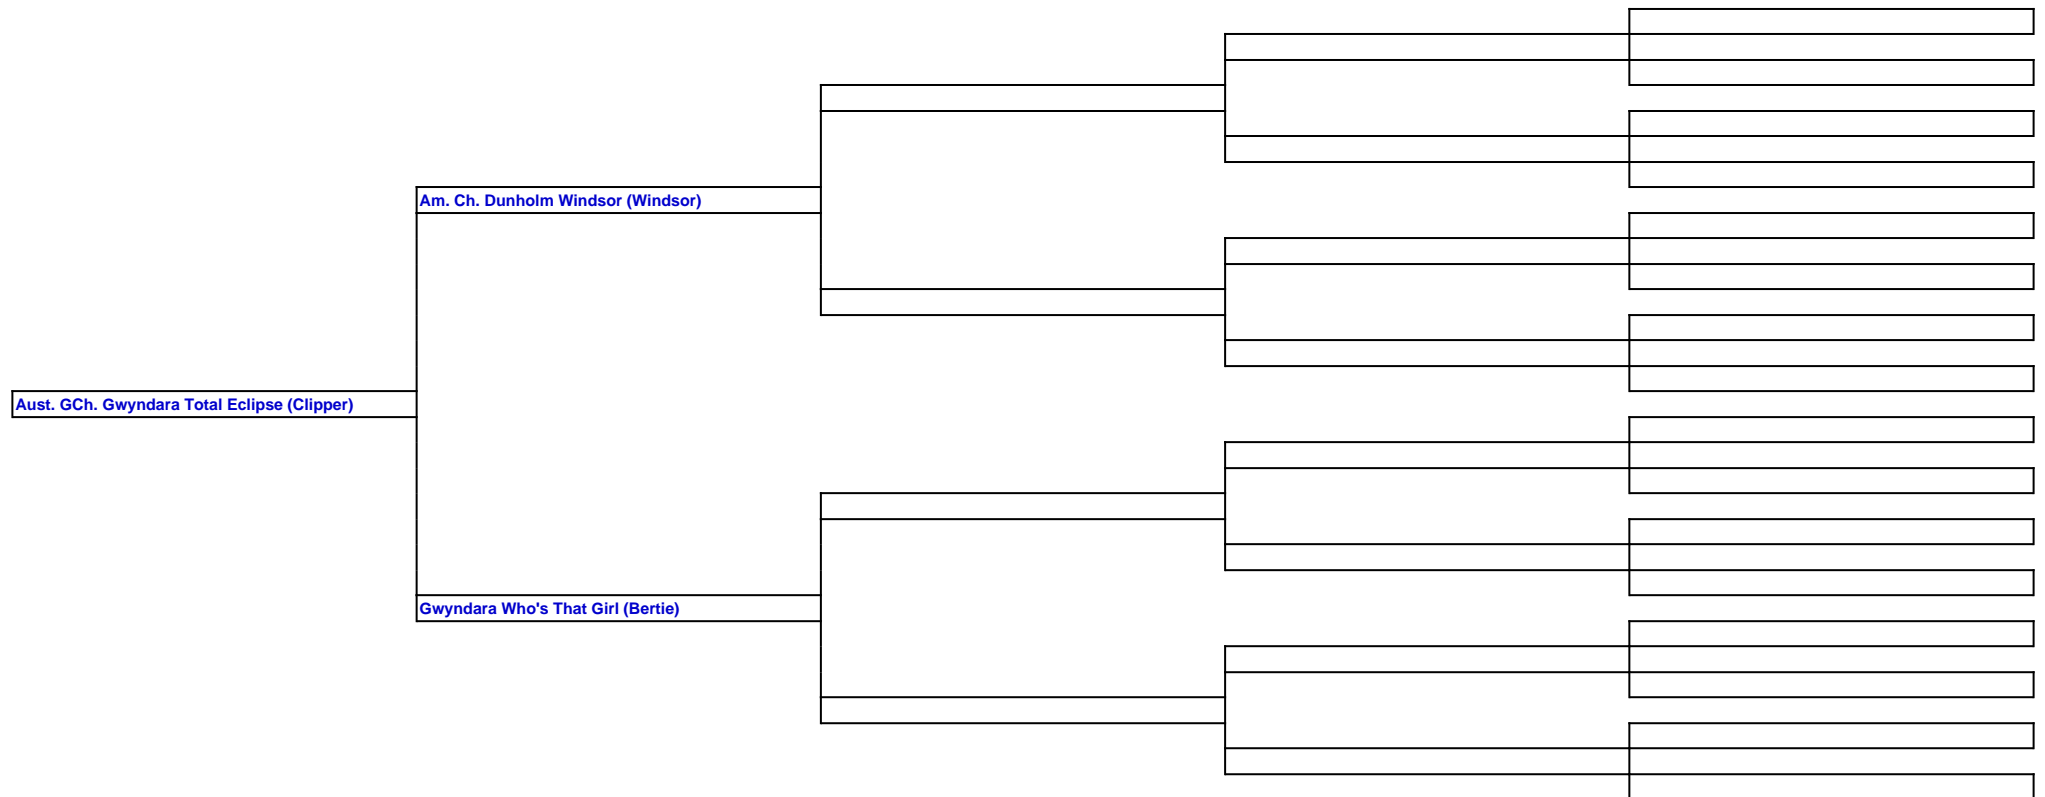 Am. Ch. Dunholm Windsor (Windsor)
Aust. GCh. Gwyndara Total Eclipse (Clipper)
Gwyndara Who's That Girl (Bertie)